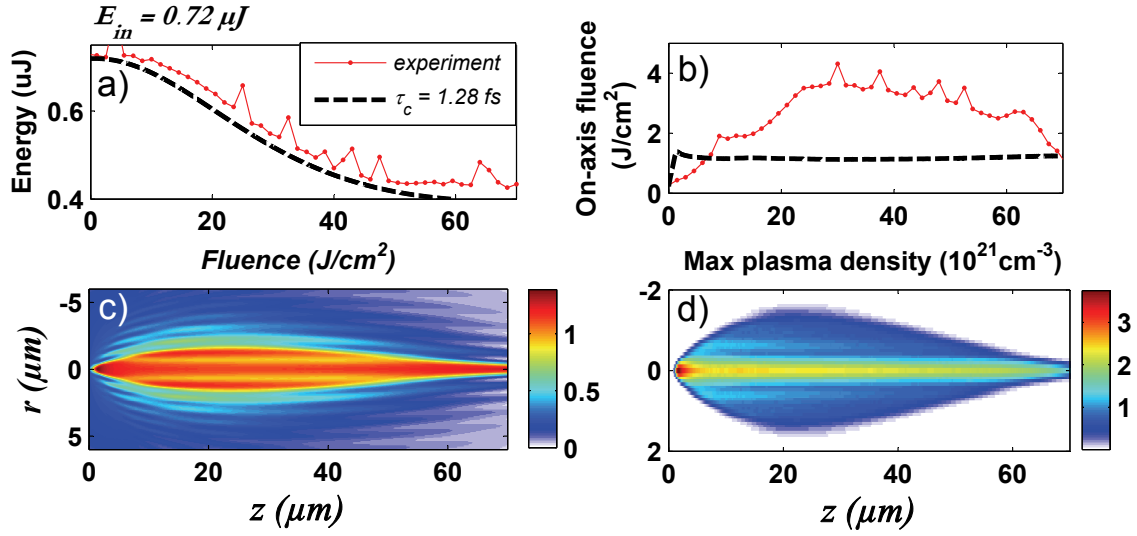 E_in = 0.72 μJ
a)
Energy (uJ)
0.6
0.4
0 20 40 60
experiment
τ_c = 1.28 fs
b)
On-axis fluence
(J/cm²)
4
2
0
0 20 40 60
Fluence (J/cm²)
c)
r (μm)
-5
0
5
0 20 40 60
z (μm)
1
0.5
0
Max plasma density (10²¹cm⁻³)
d)
-2
0
2
0 20 40 60
z (μm)
3
2
1